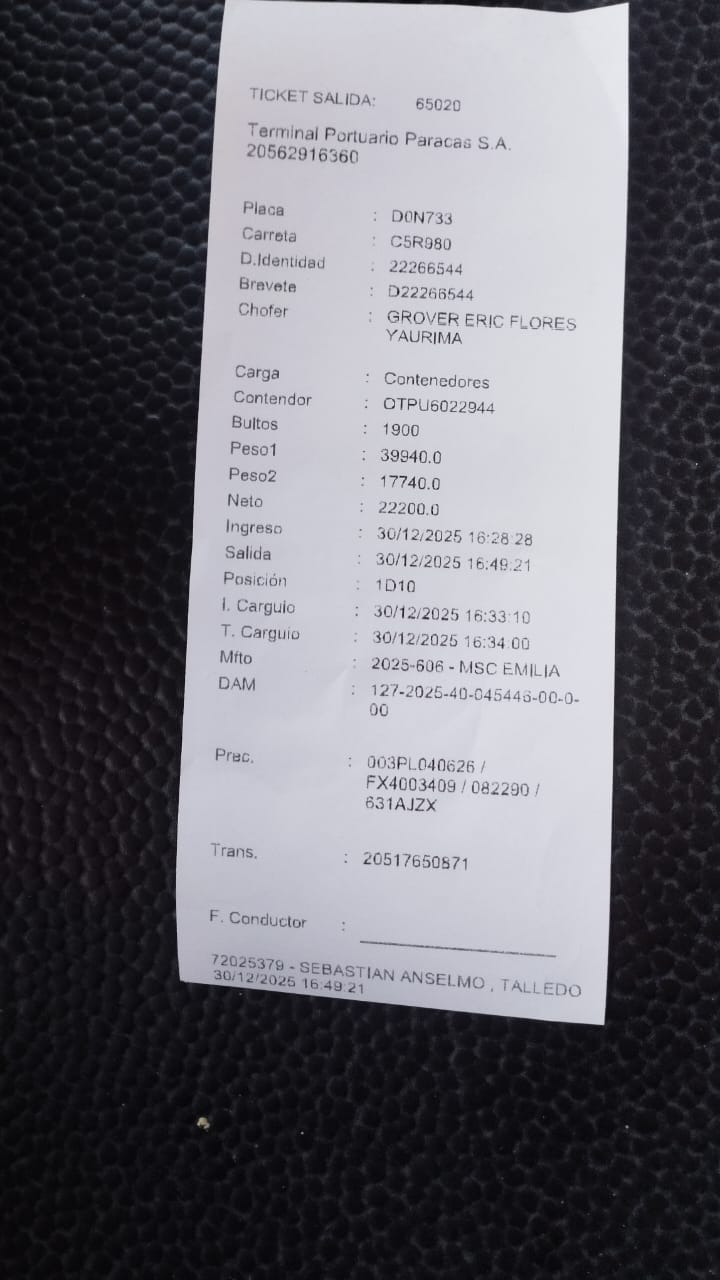 TICKET SALIDA: 65020
Terminal Portuario Paracas S.A.
20562916360
Placa : D0N733
Carreta : C5R980
D.Identidad : 22266544
Brevete : D22266544
Chofer : GROVER ERIC FLORES
YAURIMA
Carga : Contenedores
Contendor : OTPU6022944
Bultos : 1900
Peso1 : 39940.0
Peso2 : 17740.0
Neto : 22200.0
Ingreso : 30/12/2025 16:28:28
Salida : 30/12/2025 16:49:21
Posición : 1D10
I. Carguio : 30/12/2025 16:33:10
T. Carguio : 30/12/2025 16:34:00
Mfto : 2025-606 - MSC EMILIA
DAM : 127-2025-40-045446-00-0-
00
Prec. : 003PL040626 /
FX4003409 / 082290 /
631AJZX
Trans. : 20517650871
F. Conductor :
72025379 - SEBASTIAN ANSELMO , TALLEDO
30/12/2025 16:49:21